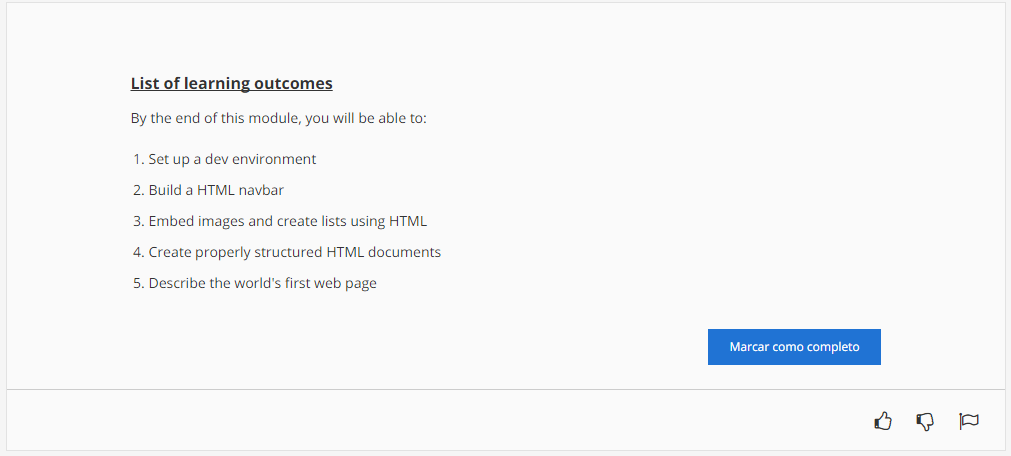 List of learning outcomes
By the end of this module, you will be able to:
1. Set up a dev environment
2. Build a HTML navbar
3. Embed images and create lists using HTML
4. Create properly structured HTML documents
5. Describe the world's first web page
Marcar como completo